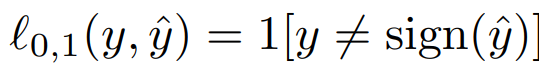 ℓ₀,₁(y, ŷ) = 1[y ≠ sign(ŷ)]